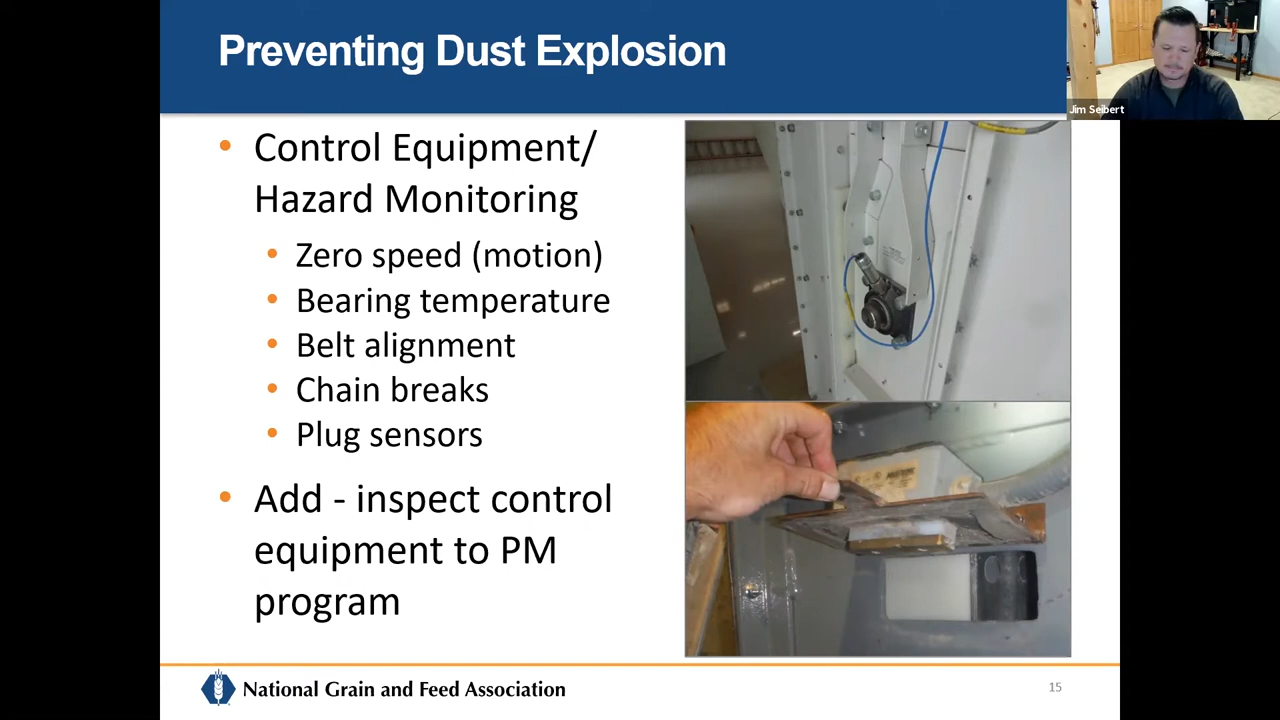 Preventing Dust Explosion
Jim Seibert
• Control Equipment/
Hazard Monitoring
• Zero speed (motion)
• Bearing temperature
• Belt alignment
• Chain breaks
• Plug sensors
• Add - inspect control
equipment to PM
program
National Grain and Feed Association
15